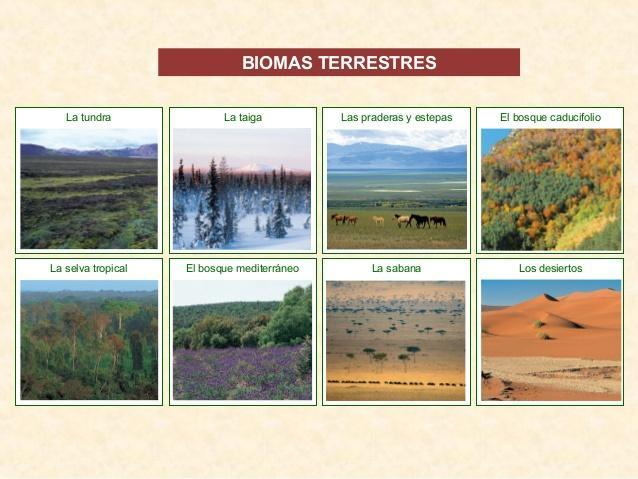 BIOMAS TERRESTRES
La tundra
La taiga
Las praderas y estepas
El bosque caducifolio
La selva tropical
El bosque mediterráneo
La sabana
Los desiertos